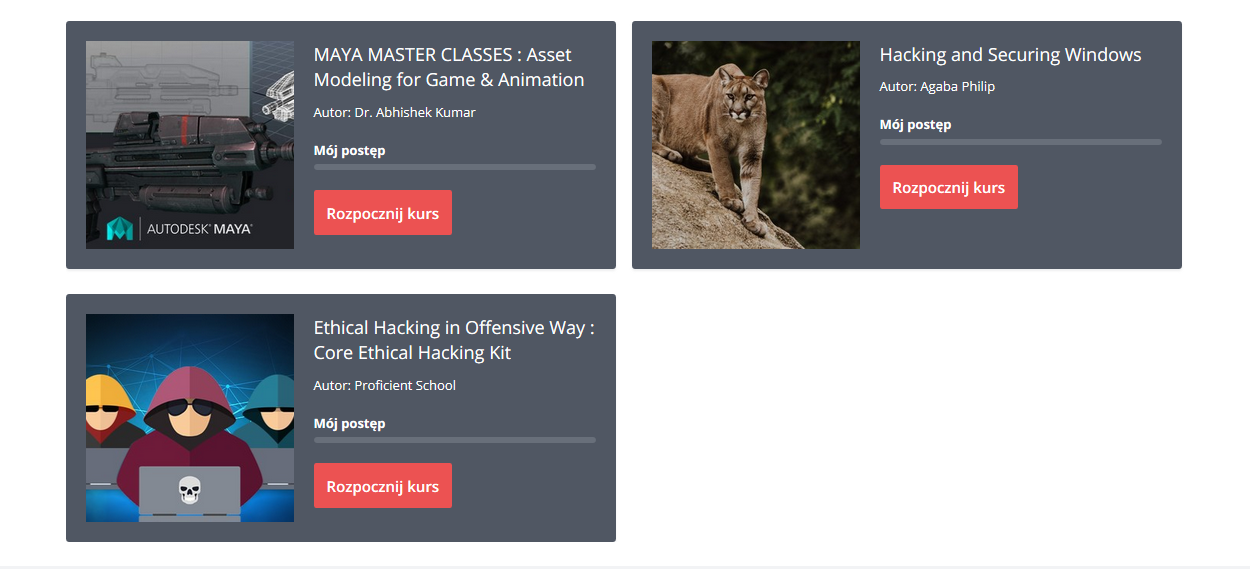 MAYA MASTER CLASSES : Asset
Modeling for Game & Animation
Autor: Dr. Abhishek Kumar
Mój postęp
Rozpocznij kurs
AUTODESK® MAYA®
Hacking and Securing Windows
Autor: Agaba Philip
Mój postęp
Rozpocznij kurs
Ethical Hacking in Offensive Way :
Core Ethical Hacking Kit
Autor: Proficient School
Mój postęp
Rozpocznij kurs